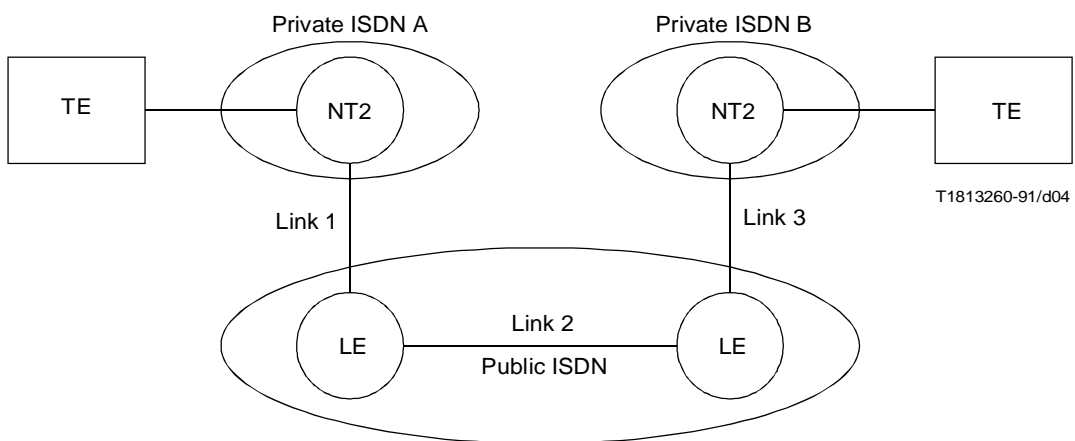 Private ISDN A
Private ISDN B
TE
NT2
NT2
TE
T1813260-91/d04
Link 1
Link 3
LE
Link 2
Public ISDN
LE